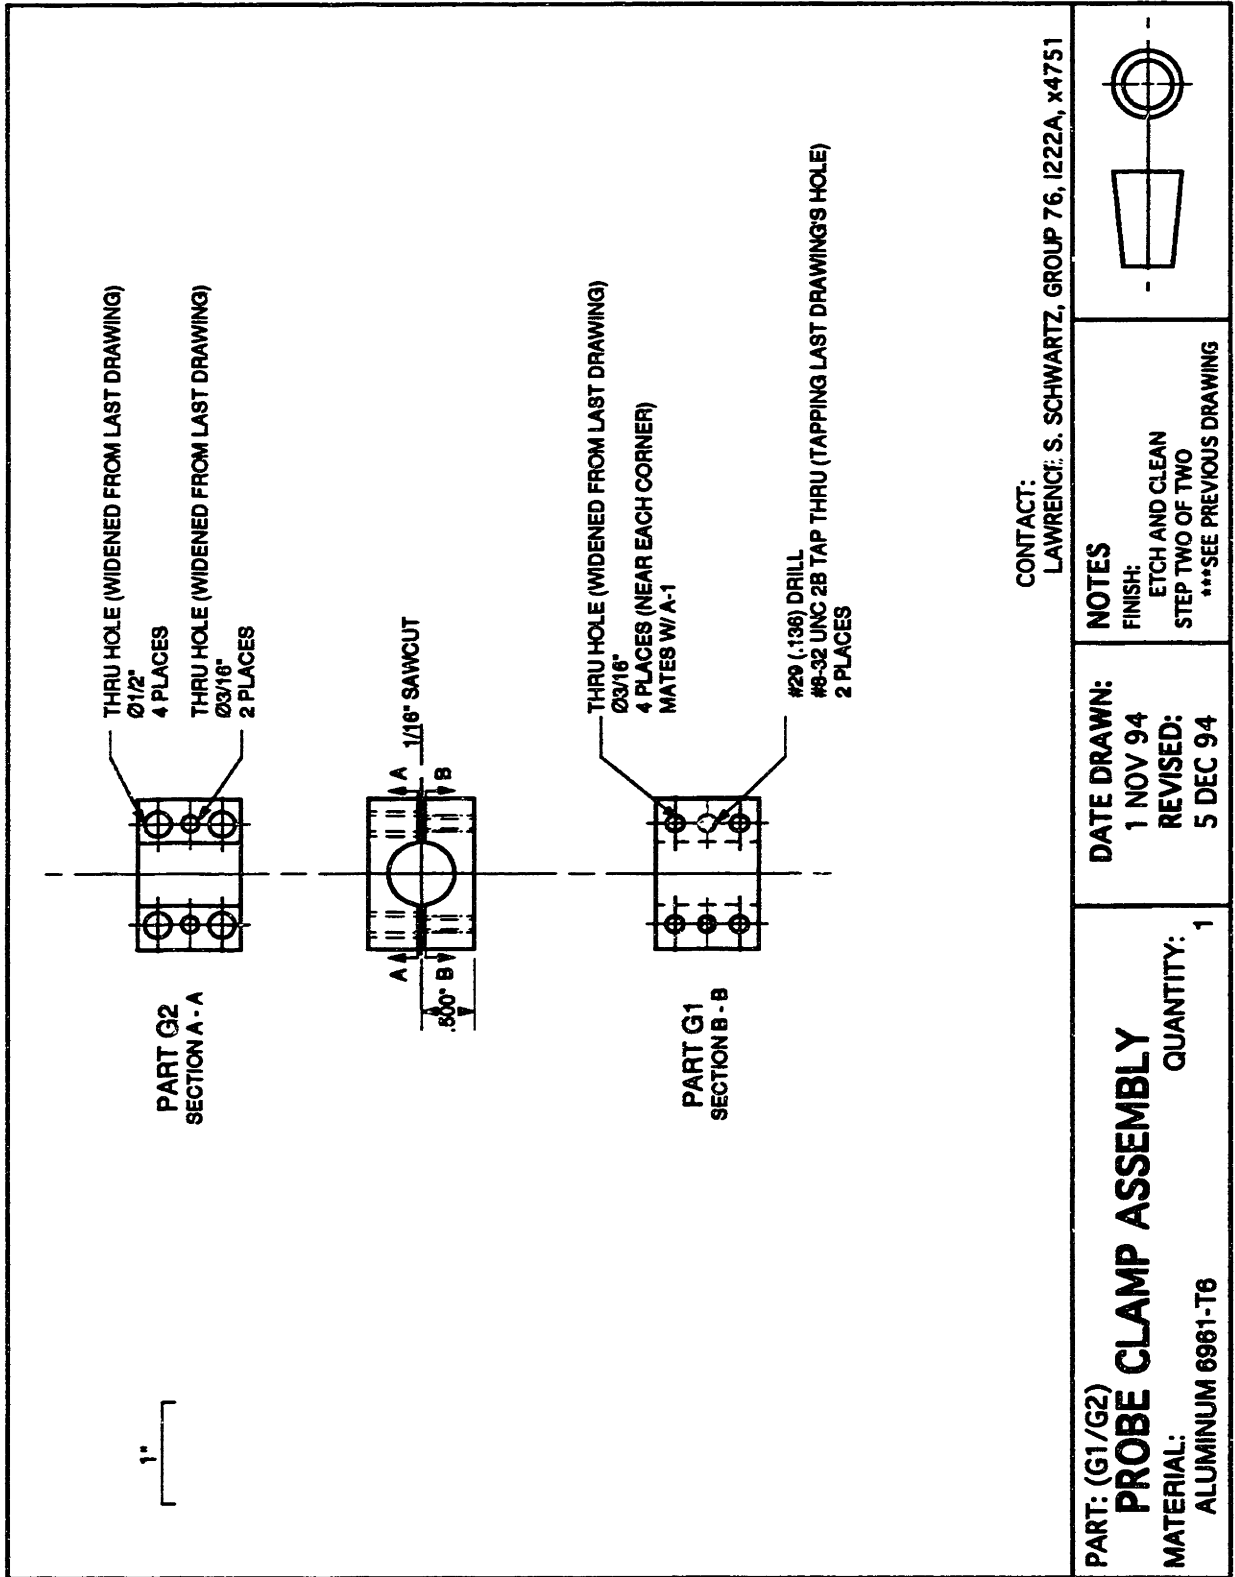 1"
PART G2
SECTION A - A
THRU HOLE (WIDENED FROM LAST DRAWING)
Ø1/2"
4 PLACES
THRU HOLE (WIDENED FROM LAST DRAWING)
Ø3/16"
2 PLACES
A
A
1/16" SAWCUT
B
B
.500"
PART G1
SECTION B - B
THRU HOLE (WIDENED FROM LAST DRAWING)
Ø3/16"
4 PLACES (NEAR EACH CORNER)
MATES W/ A-1
#29 (.136) DRILL
#8-32 UNC 2B TAP THRU (TAPPING LAST DRAWING'S HOLE)
2 PLACES
CONTACT:
LAWRENCE S. SCHWARTZ, GROUP 76, I222A, x4751
PART: (G1/G2)
PROBE CLAMP ASSEMBLY
MATERIAL:
QUANTITY:
ALUMINUM 6961-T6
1
DATE DRAWN:
1 NOV 94
REVISED:
5 DEC 94
NOTES
FINISH:
ETCH AND CLEAN
STEP TWO OF TWO
***SEE PREVIOUS DRAWING